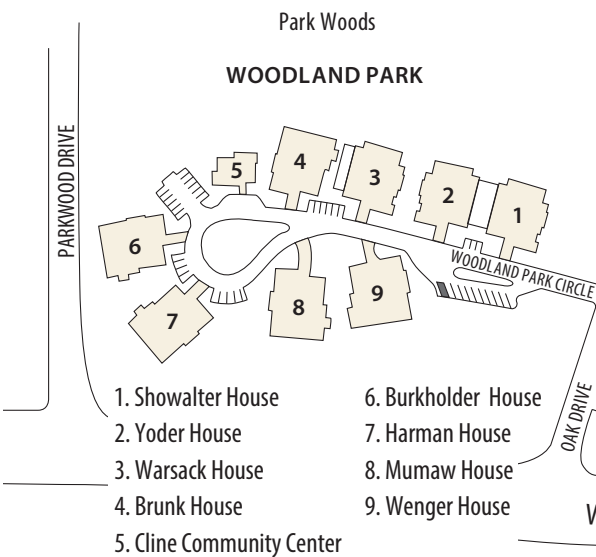 Park Woods
WOODLAND PARK
PARKWOOD DRIVE
5
4
3
2
1
6
7
8
9
WOODLAND PARK CIRCLE
OAK DRIVE
1. Showalter House
2. Yoder House
3. Warsack House
4. Brunk House
5. Cline Community Center
6. Burkholder House
7. Harman House
8. Mumaw House
9. Wenger House